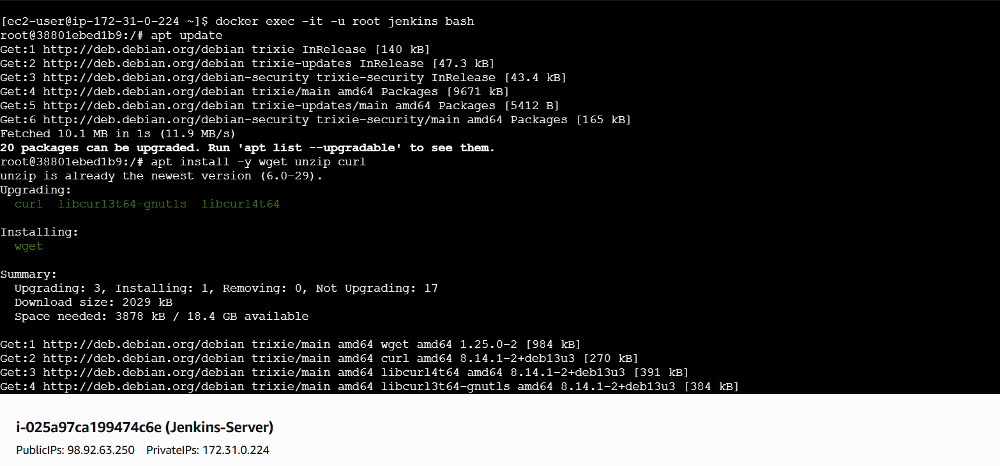 [ec2-user@ip-172-31-0-224 ~]$ docker exec -it -u root jenkins bash
root@38801ebed1b9:/# apt update
Get:1 http://deb.debian.org/debian trixie InRelease [140 kB]
Get:2 http://deb.debian.org/debian trixie-updates InRelease [47.3 kB]
Get:3 http://deb.debian.org/debian-security trixie-security InRelease [43.4 kB]
Get:4 http://deb.debian.org/debian trixie/main amd64 Packages [9671 kB]
Get:5 http://deb.debian.org/debian trixie-updates/main amd64 Packages [5412 B]
Get:6 http://deb.debian.org/debian-security trixie-security/main amd64 Packages [165 kB]
Fetched 10.1 MB in 1s (11.9 MB/s)
20 packages can be upgraded. Run 'apt list --upgradable' to see them.
root@38801ebed1b9:/# apt install -y wget unzip curl
unzip is already the newest version (6.0-29).
Upgrading:
  curl  libcurl3t64-gnutls  libcurl4t64

Installing:
  wget

Summary:
  Upgrading: 3, Installing: 1, Removing: 0, Not Upgrading: 17
  Download size: 2029 kB
  Space needed: 3878 kB / 18.4 GB available

Get:1 http://deb.debian.org/debian trixie/main amd64 wget amd64 1.25.0-2 [984 kB]
Get:2 http://deb.debian.org/debian trixie/main amd64 curl amd64 8.14.1-2+deb13u3 [270 kB]
Get:3 http://deb.debian.org/debian trixie/main amd64 libcurl4t64 amd64 8.14.1-2+deb13u3 [391 kB]
Get:4 http://deb.debian.org/debian trixie/main amd64 libcurl3t64-gnutls amd64 8.14.1-2+deb13u3 [384 kB]
i-025a97ca199474c6e (Jenkins-Server)
PublicIPs: 98.92.63.250    PrivateIPs: 172.31.0.224